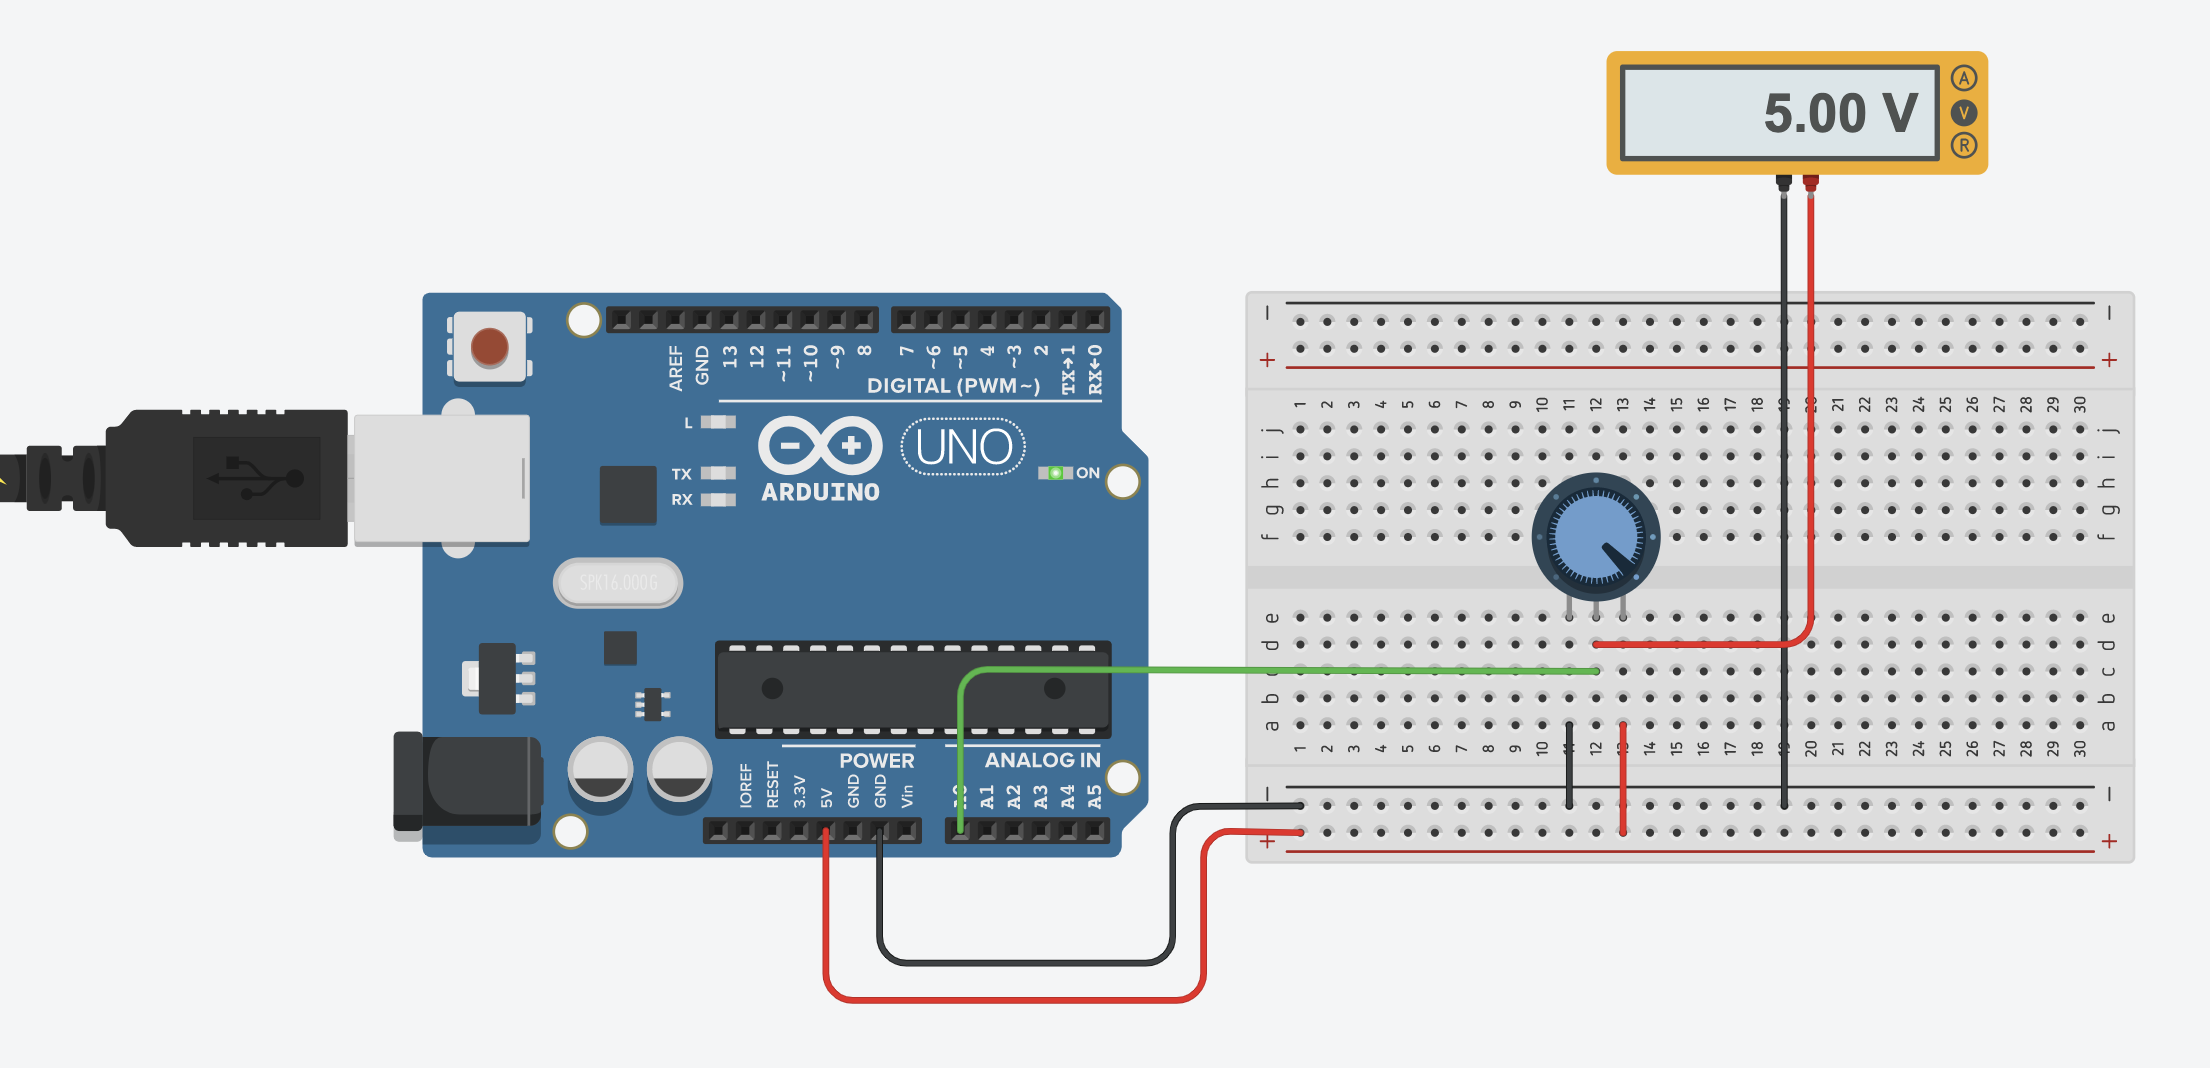 5.00 V
A
V
R
AREF
GND
13
12
~11
~10
~9
8
7
~6
~5
4
~3
2
TX→1
RX←0
DIGITAL (PWM~)
L
TX
RX
ARDUINO
UNO
ON
SPK16.000G
POWER
ANALOG IN
IOREF
RESET
3.3V
5V
GND
GND
Vin
A0
A1
A2
A3
A4
A5
− −
+ +
1 2 3 4 5 6 7 8 9 10 11 12 13 14 15 16 17 18 19 20 21 22 23 24 25 26 27 28 29 30
j j
i i
h h
g g
f f
e e
d d
c c
b b
a a
1 2 3 4 5 6 7 8 9 10 11 12 13 14 15 16 17 18 19 20 21 22 23 24 25 26 27 28 29 30
− −
+ +